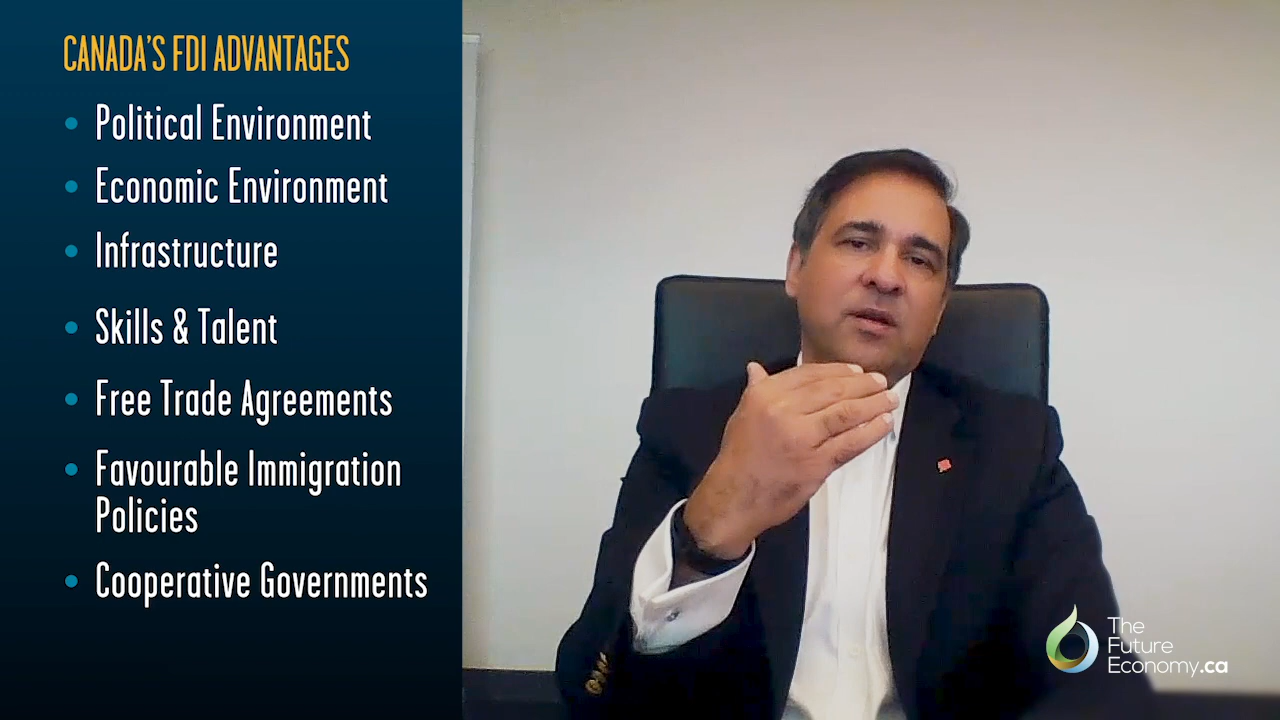 CANADA'S FDI ADVANTAGES
• Political Environment
• Economic Environment
• Infrastructure
• Skills & Talent
• Free Trade Agreements
• Favourable Immigration
Policies
• Cooperative Governments
The
Future
Economy.ca